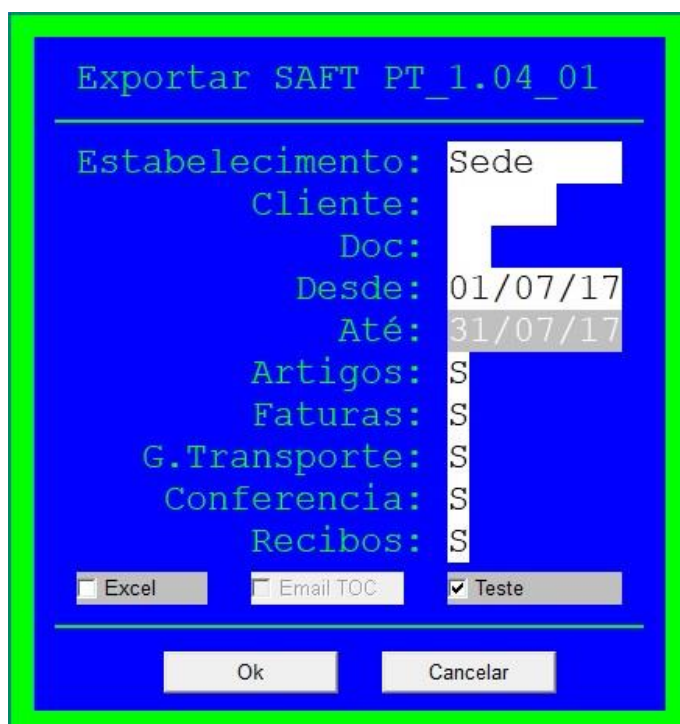 Exportar SAFT PT_1.04_01
Estabelecimento: Sede
Cliente:
Doc:
Desde: 01/07/17
Até: 31/07/17
Artigos: S
Faturas: S
G.Transporte: S
Conferencia: S
Recibos: S
Excel Email TOC Teste
Ok Cancelar